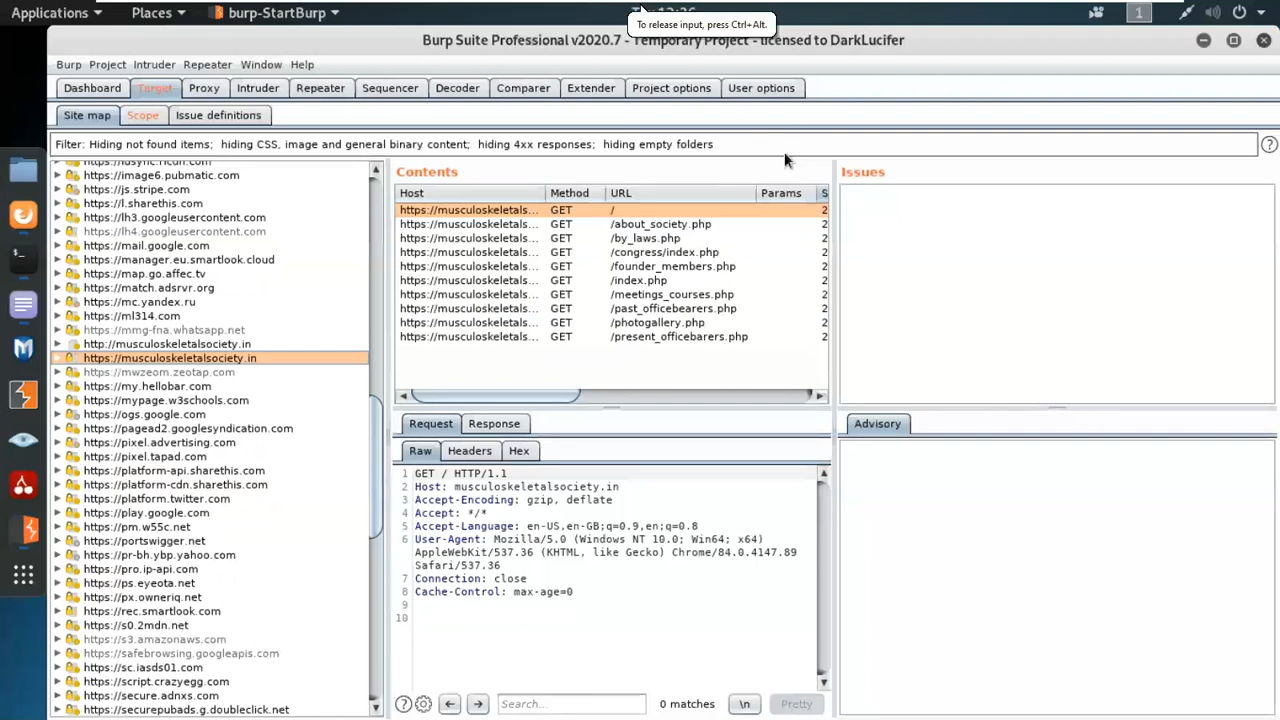 Applications
Places
burp-StartBurp
1
To release input, press Ctrl+Alt.
Burp Suite Professional v2020.7 - Temporary Project - licensed to DarkLucifer
Burp Project Intruder Repeater Window Help
Dashboard Target Proxy Intruder Repeater Sequencer Decoder Comparer Extender Project options User options
Site map Scope Issue definitions
Filter: Hiding not found items; hiding CSS, image and general binary content; hiding 4xx responses; hiding empty folders
?
https://image6.pubmatic.com
https://js.stripe.com
https://l.sharethis.com
https://lh3.googleusercontent.com
https://lh4.googleusercontent.com
https://mail.google.com
https://manager.eu.smartlook.cloud
https://map.go.affec.tv
https://match.adsrvr.org
https://mc.yandex.ru
https://ml314.com
https://mmg-fna.whatsapp.net
http://musculoskeletalsociety.in
https://musculoskeletalsociety.in
https://mwzeom.zeotap.com
https://my.hellobar.com
https://mypage.w3schools.com
https://ogs.google.com
https://pagead2.googlesyndication.com
https://pixel.advertising.com
https://pixel.tapad.com
https://platform-api.sharethis.com
https://platform-cdn.sharethis.com
https://platform.twitter.com
https://play.google.com
https://pm.w55c.net
https://portswigger.net
https://pr-bh.ybp.yahoo.com
https://pro.ip-api.com
https://ps.eyeota.net
https://px.owneriq.net
https://rec.smartlook.com
https://s0.2mdn.net
https://s3.amazonaws.com
https://safebrowsing.googleapis.com
https://sc.iasds01.com
https://script.crazyegg.com
https://secure.adnxs.com
https://securepubads.g.doubleclick.net
Contents
Host Method URL Params S
https://musculoskeletals... GET / 2
https://musculoskeletals... GET /about_society.php 2
https://musculoskeletals... GET /by_laws.php 2
https://musculoskeletals... GET /congress/index.php 2
https://musculoskeletals... GET /founder_members.php 2
https://musculoskeletals... GET /index.php 2
https://musculoskeletals... GET /meetings_courses.php 2
https://musculoskeletals... GET /past_officebearers.php 2
https://musculoskeletals... GET /photogallery.php 2
https://musculoskeletals... GET /present_officebarers.php 2
Request Response
Raw Headers Hex
1 GET / HTTP/1.1
2 Host: musculoskeletalsociety.in
3 Accept-Encoding: gzip, deflate
4 Accept: */*
5 Accept-Language: en-US,en-GB;q=0.9,en;q=0.8
6 User-Agent: Mozilla/5.0 (Windows NT 10.0; Win64; x64)
AppleWebKit/537.36 (KHTML, like Gecko) Chrome/84.0.4147.89
Safari/537.36
7 Connection: close
8 Cache-Control: max-age=0
9
10
? Search... 0 matches \n Pretty
Issues
Advisory